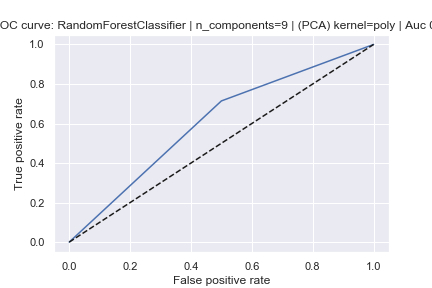 OC curve: RandomForestClassifier | n_components=9 | (PCA) kernel=poly | Auc 0
1.0
0.8
0.6
0.4
0.2
0.0
True positive rate
0.0 0.2 0.4 0.6 0.8 1.0
False positive rate